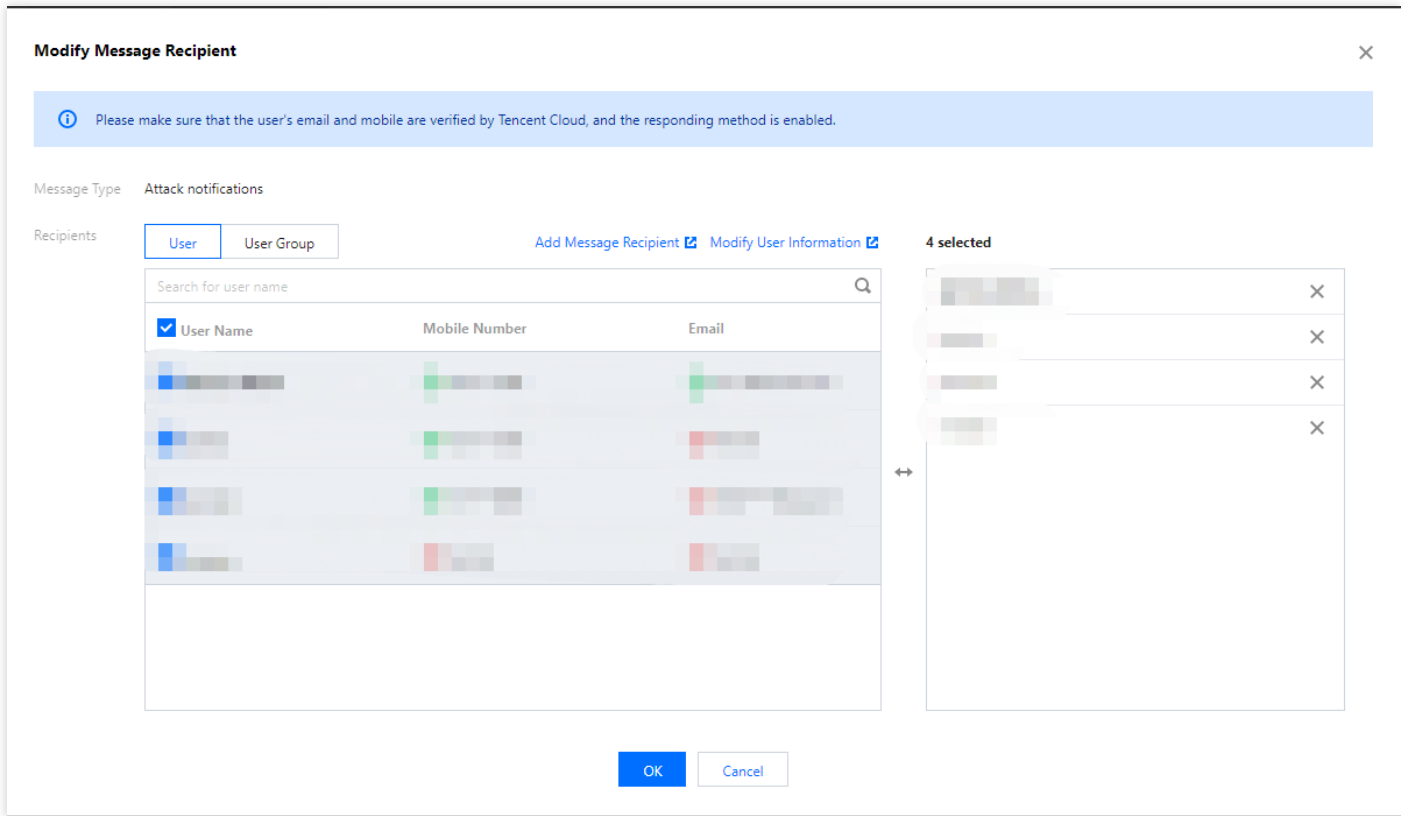 Modify Message Recipient
Please make sure that the user's email and mobile are verified by Tencent Cloud, and the responding method is enabled.
Message Type Attack notifications
Recipients User User Group Add Message Recipient Modify User Information 4 selected
Search for user name
User Name Mobile Number Email
OK Cancel